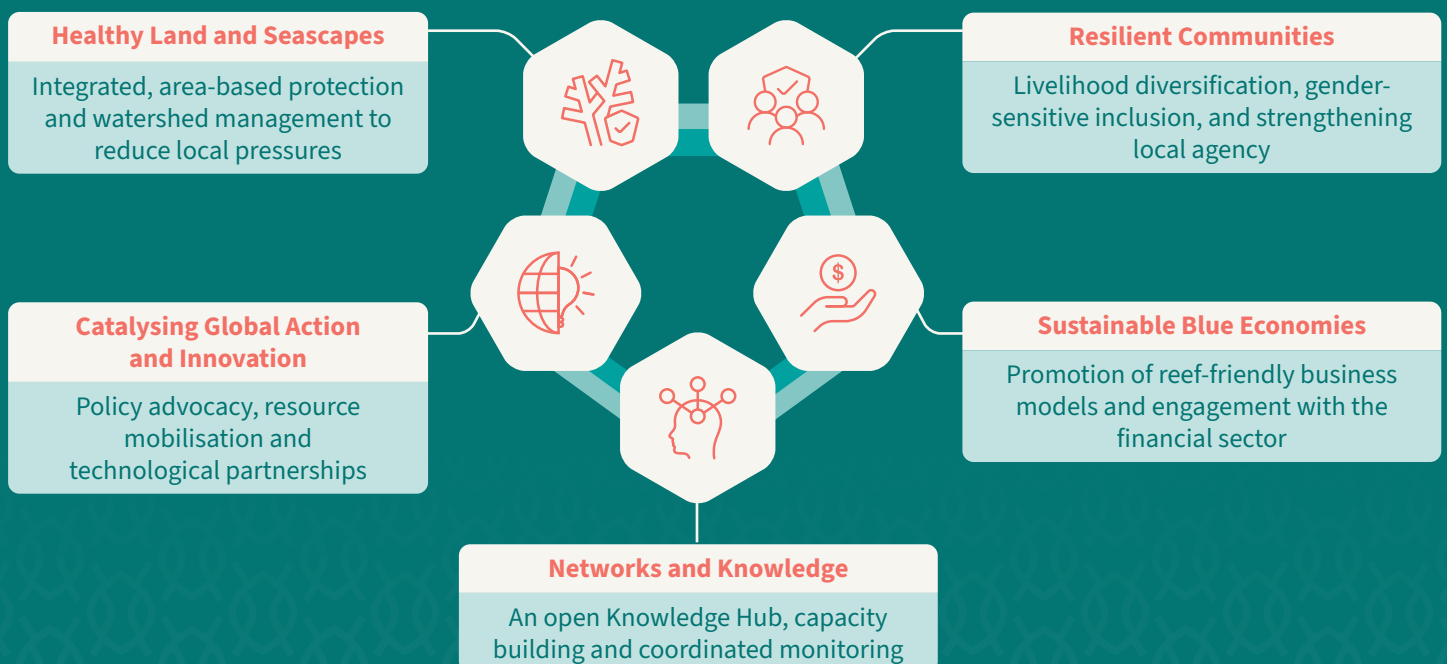 Healthy Land and Seascapes
Integrated, area-based protection
and watershed management to
reduce local pressures
Resilient Communities
Livelihood diversification, gender-
sensitive inclusion, and strengthening
local agency
$
Catalysing Global Action
and Innovation
Policy advocacy, resource
mobilisation and
technological partnerships
Sustainable Blue Economies
Promotion of reef-friendly business
models and engagement with the
financial sector
Networks and Knowledge
An open Knowledge Hub, capacity
building and coordinated monitoring